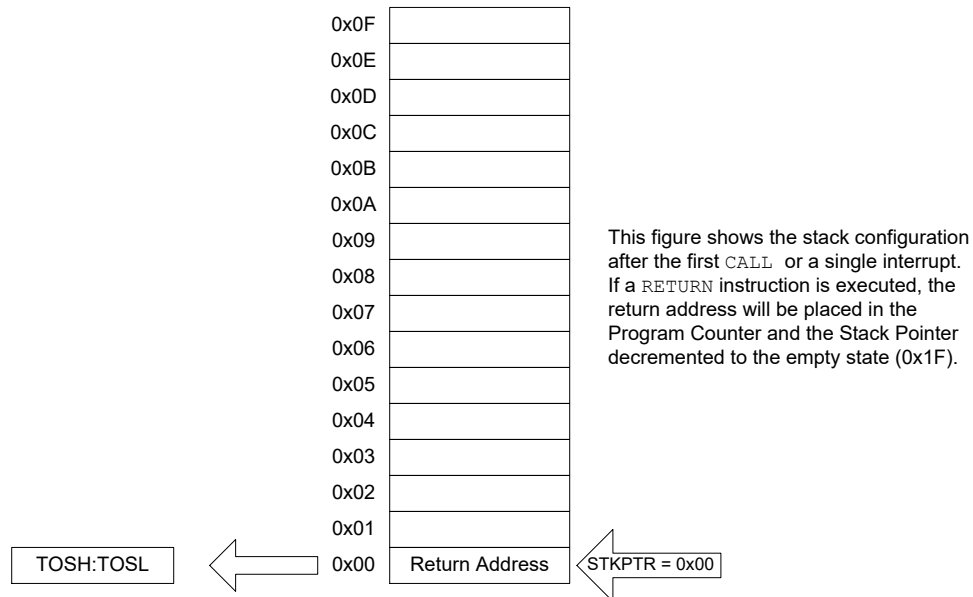 0x0F
0x0E
0x0D
0x0C
0x0B
0x0A
0x09
0x08
0x07
0x06
0x05
0x04
0x03
0x02
0x01
This figure shows the stack configuration
after the first CALL or a single interrupt.
If a RETURN instruction is executed, the
return address will be placed in the
Program Counter and the Stack Pointer
decremented to the empty state (0x1F).
TOSH:TOSL 0x00 Return Address STKPTR = 0x00